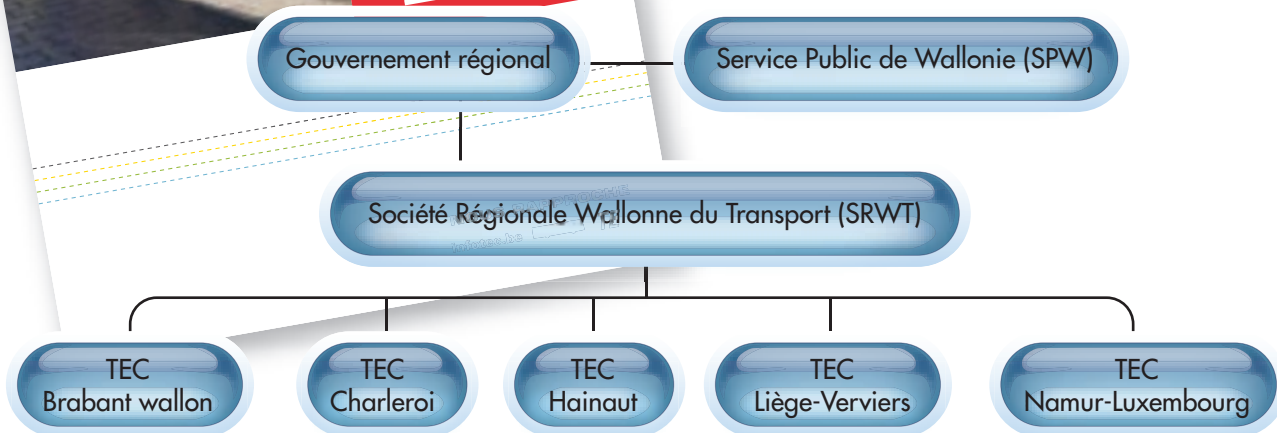 Gouvernement régional
Service Public de Wallonie (SPW)
Société Régionale Wallonne du Transport (SRWT)
TEC
Brabant wallon
TEC
Charleroi
TEC
Hainaut
TEC
Liège-Verviers
TEC
Namur-Luxembourg